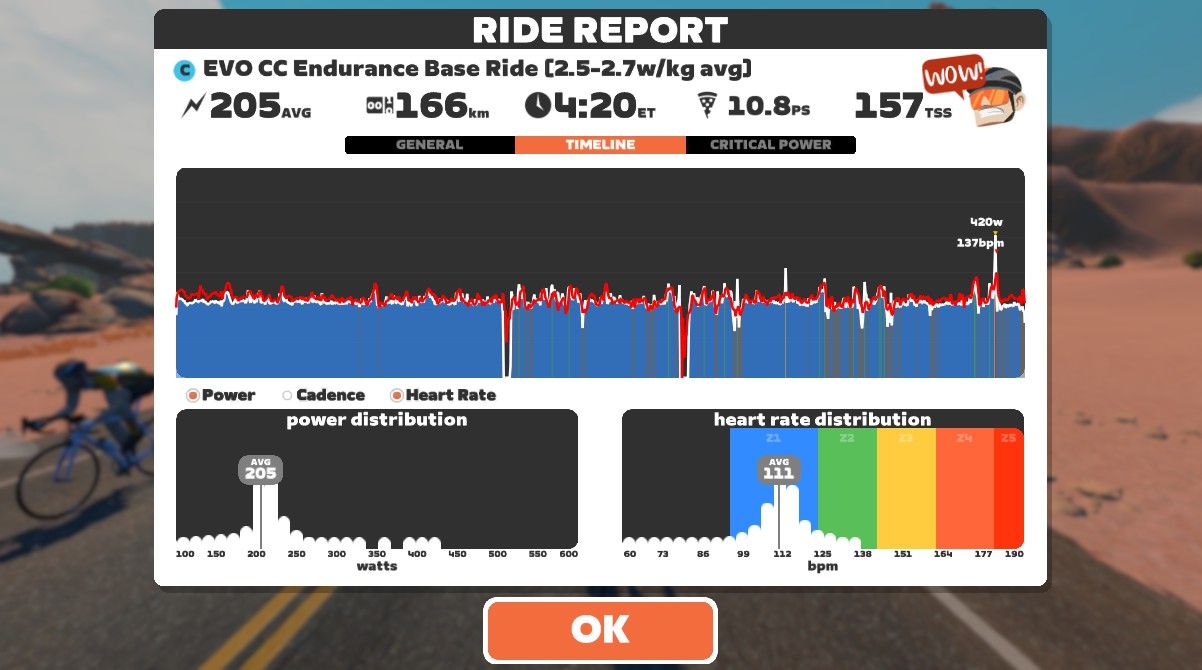 RIDE REPORT
C EVO CC Endurance Base Ride (2.5-2.7w/kg avg)
WOW!
205AVG 166km 4:20ET 10.8PS 157TSS
GENERAL TIMELINE CRITICAL POWER
420w
137bpm
Power Cadence Heart Rate
power distribution
AVG
205
100 150 200 250 300 350 400 450 500 550 600
watts
heart rate distribution
Z1 Z2 Z3 Z4 Z5
AVG
111
60 73 86 99 112 125 138 151 164 177 190
bpm
OK